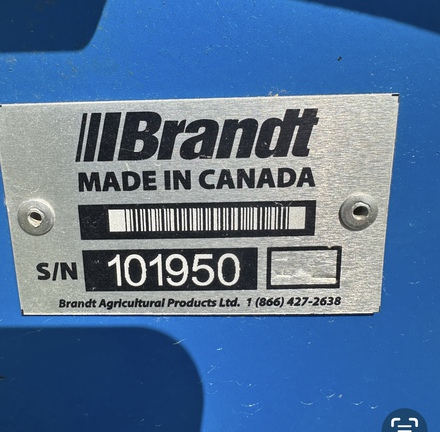 Brandt
MADE IN CANADA
S/N 101950
Brandt Agricultural Products Ltd. 1 (866) 427-2638